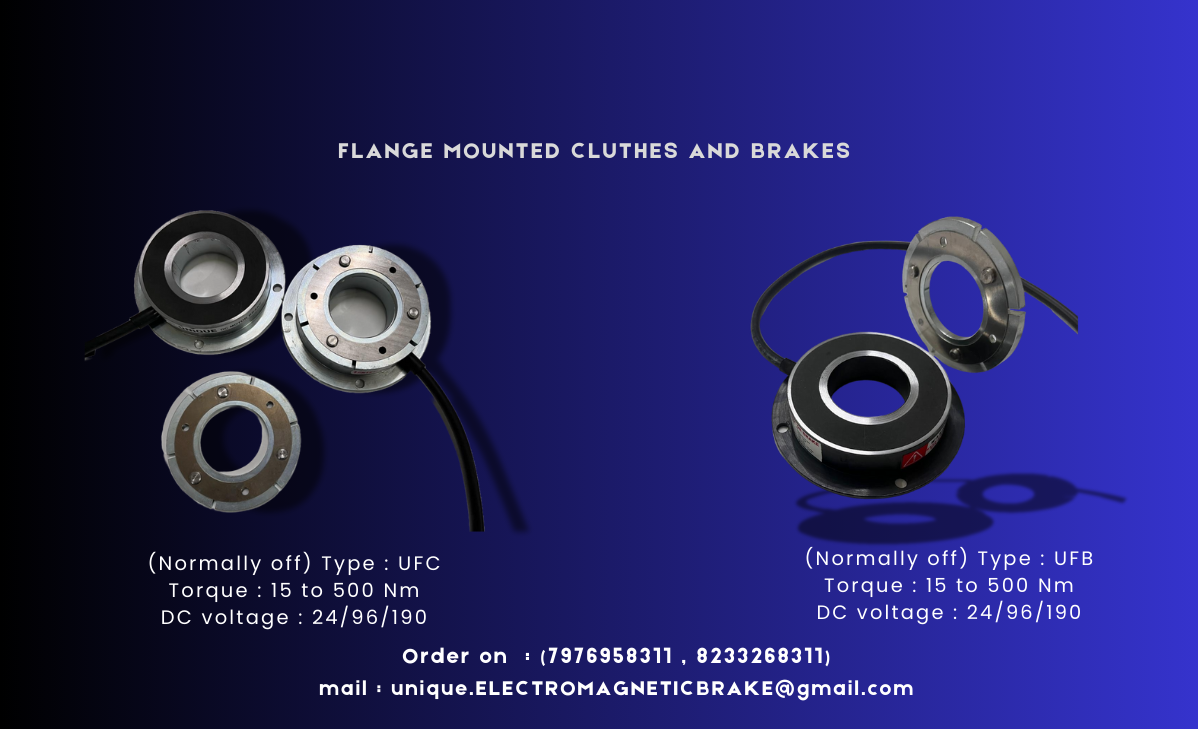 FLANGE MOUNTED CLUTHES AND BRAKES
(Normally off) Type : UFC
Torque : 15 to 500 Nm
DC voltage : 24/96/190
(Normally off) Type : UFB
Torque : 15 to 500 Nm
DC voltage : 24/96/190
Order on : (7976958311 , 8233268311)
mail : unique.ELECTROMAGNETICBRAKE@gmail.com